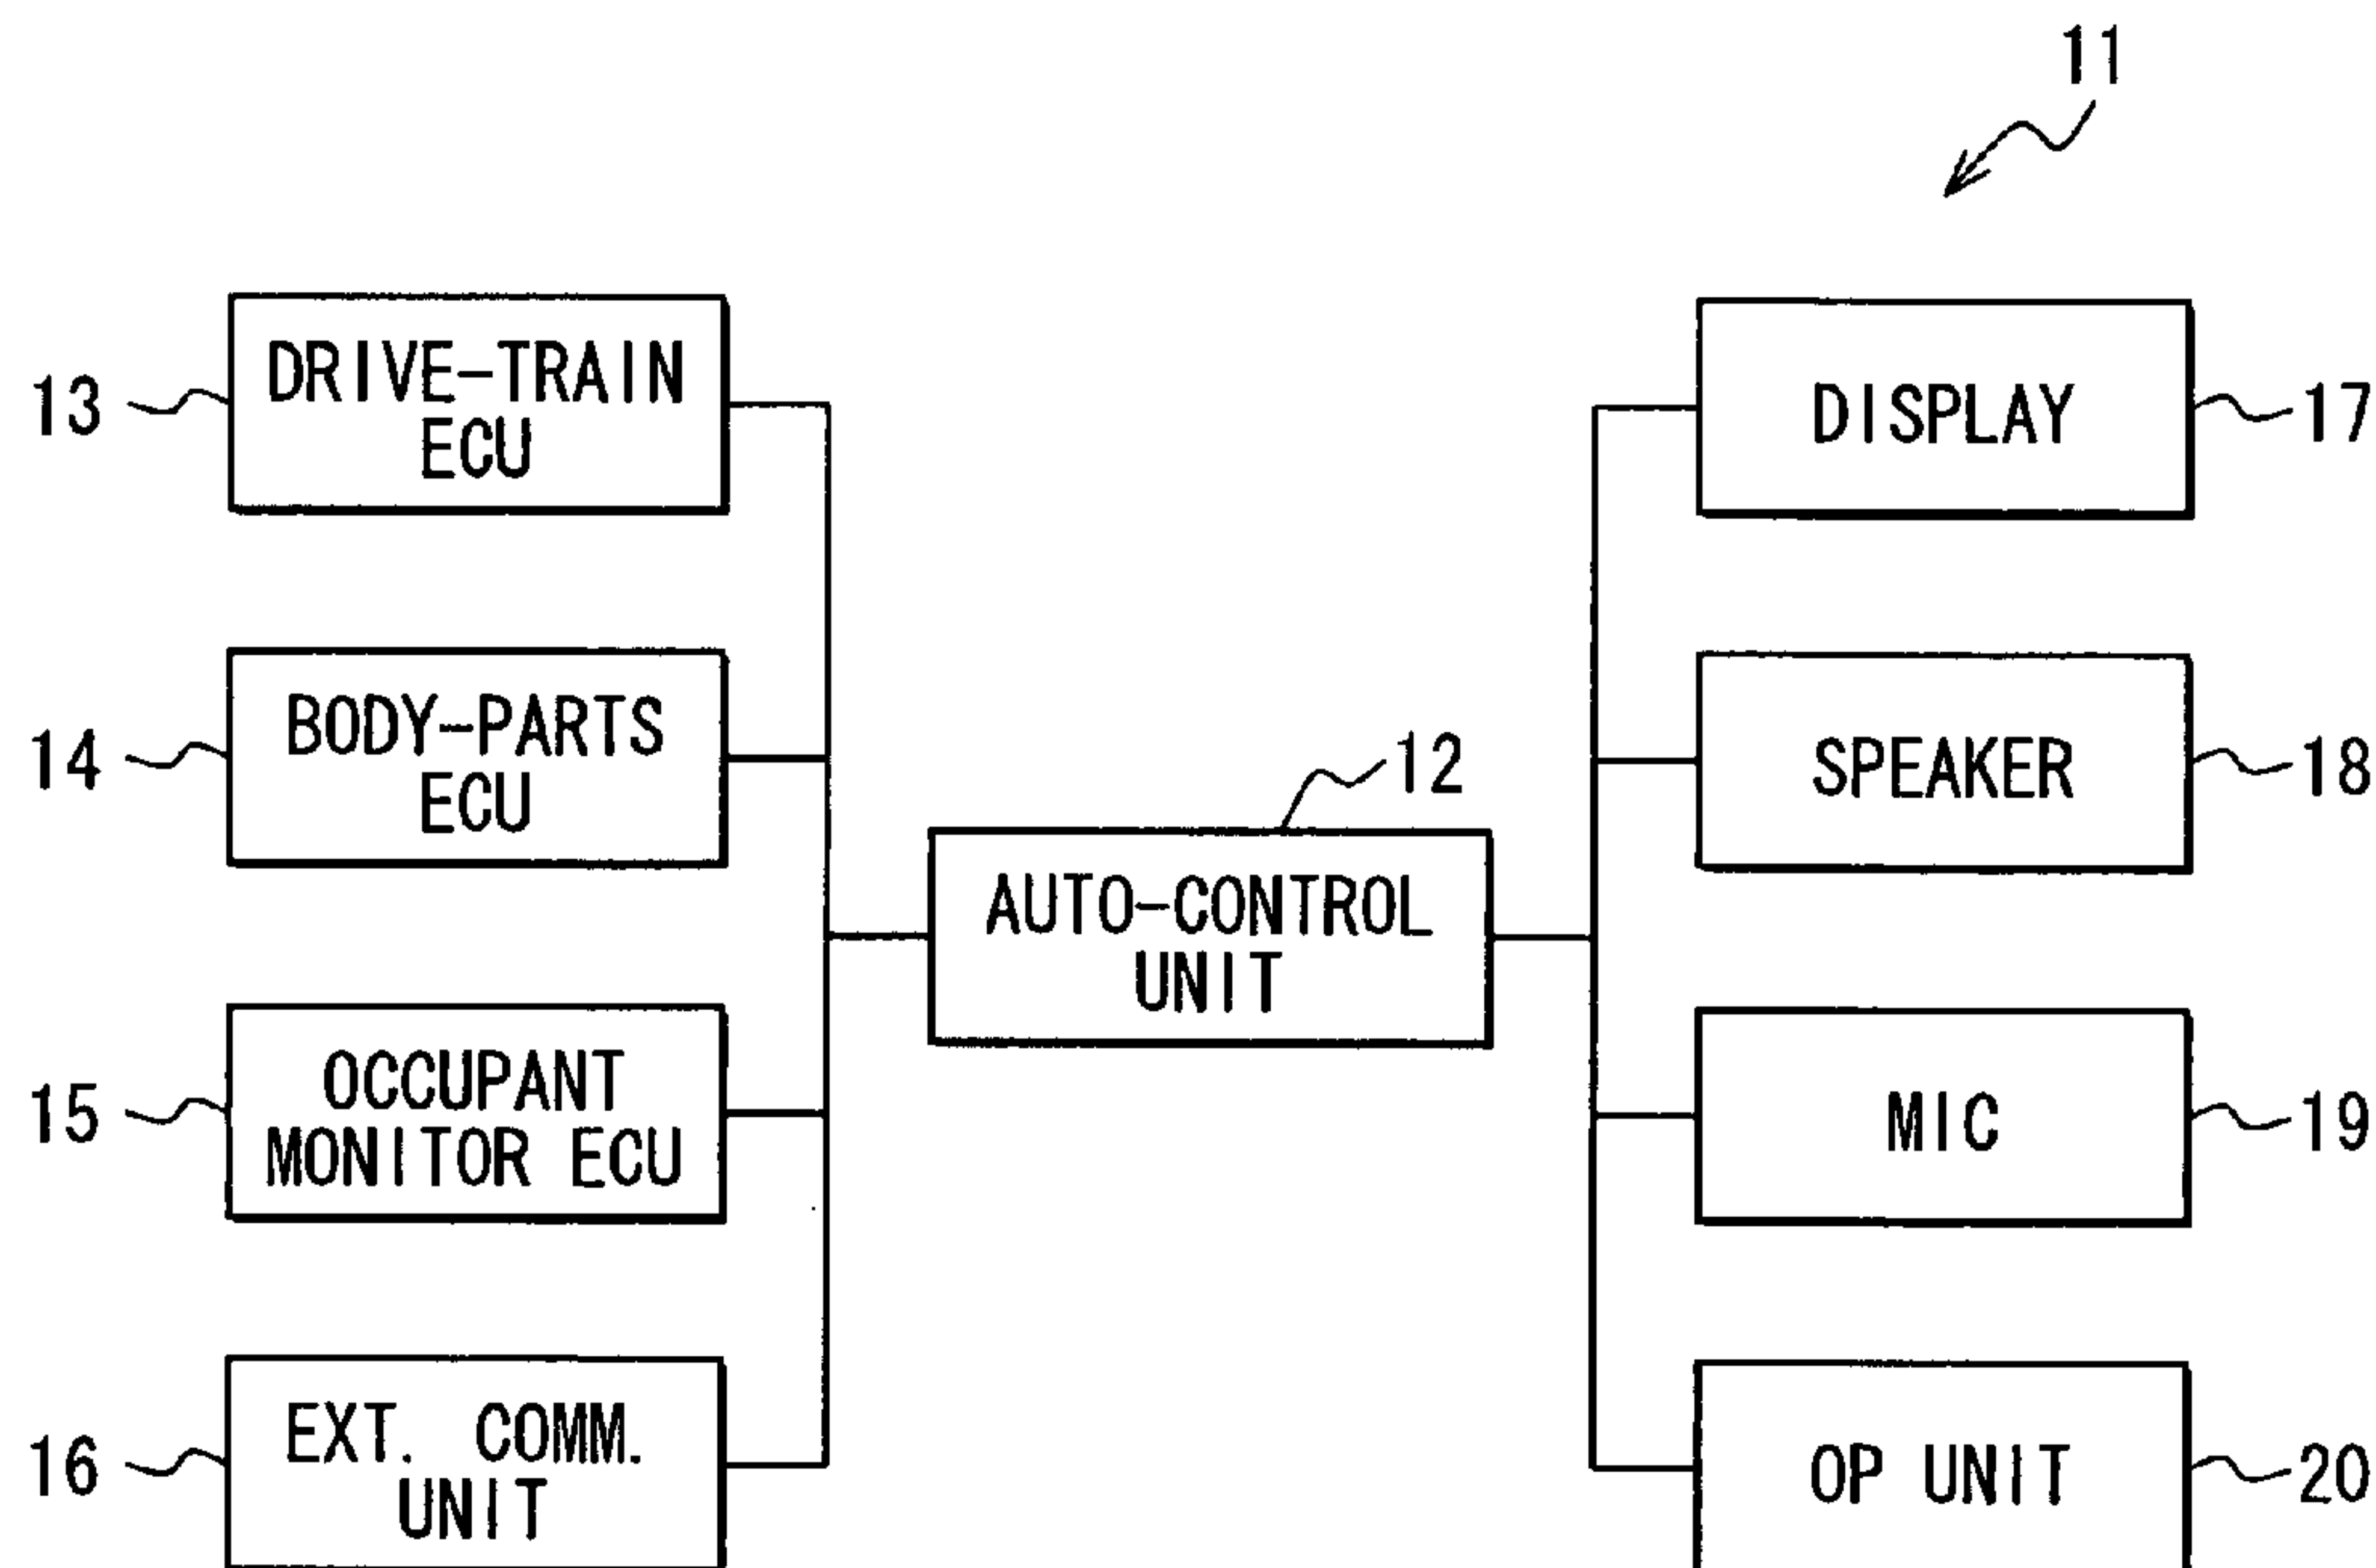 11
13
DRIVE-TRAIN
ECU
DISPLAY
17
14
BODY-PARTS
ECU
12
SPEAKER
18
AUTO-CONTROL
UNIT
15
OCCUPANT
MONITOR ECU
MIC
19
16
EXT. COMM.
UNIT
OP UNIT
20